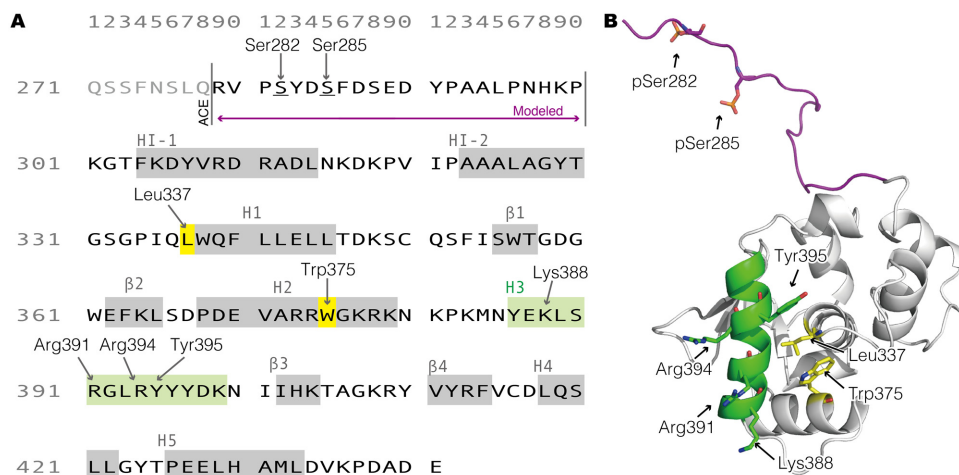 A
1234567890 1234567890 1234567890
Ser282 Ser285
271 QSSFNSLQRV PSYDSFDSED YPAALPNHKP
ACE
Modeled
HI-1 HI-2
301 KGTFKDYVRD RADLNKDKPV IPAAALAGYT
Leu337 H1 β1
331 GSGPIQLWQF LLELLTDKSC QSFISWTGDG
β2 H2 Trp375 H3 Lys388
361 WEFKLSDPDE VARRWGKRKN KPKMNYEKLS
Arg391 Arg394 Tyr395 β3 β4 H4
391 RGLRYYYDKN IIHKTAGKRY VYRFVCDLQS
H5
421 LLGYTPEELH AMLDVKPDAD E
B
pSer282
pSer285
Tyr395
Leu337
Arg394
Trp375
Arg391
Lys388